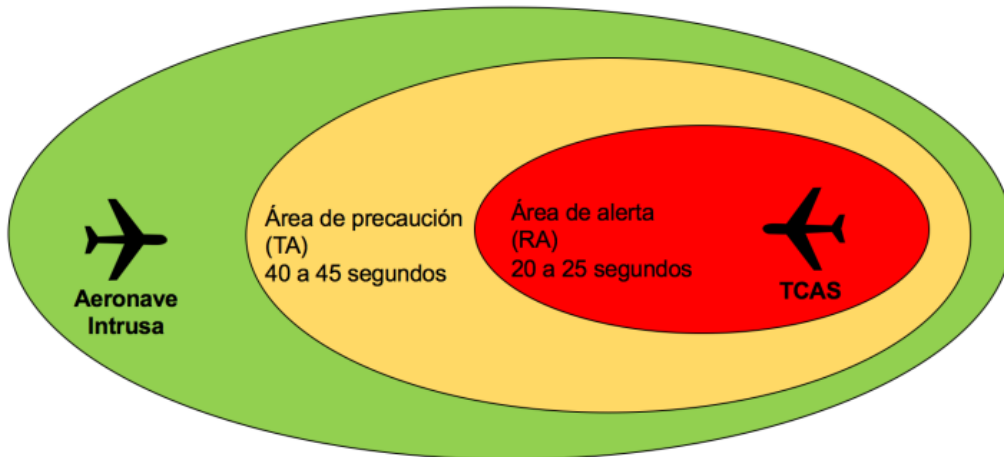 Área de precaución
(TA)
40 a 45 segundos
Área de alerta
(RA)
20 a 25 segundos
Aeronave
Intrusa
TCAS